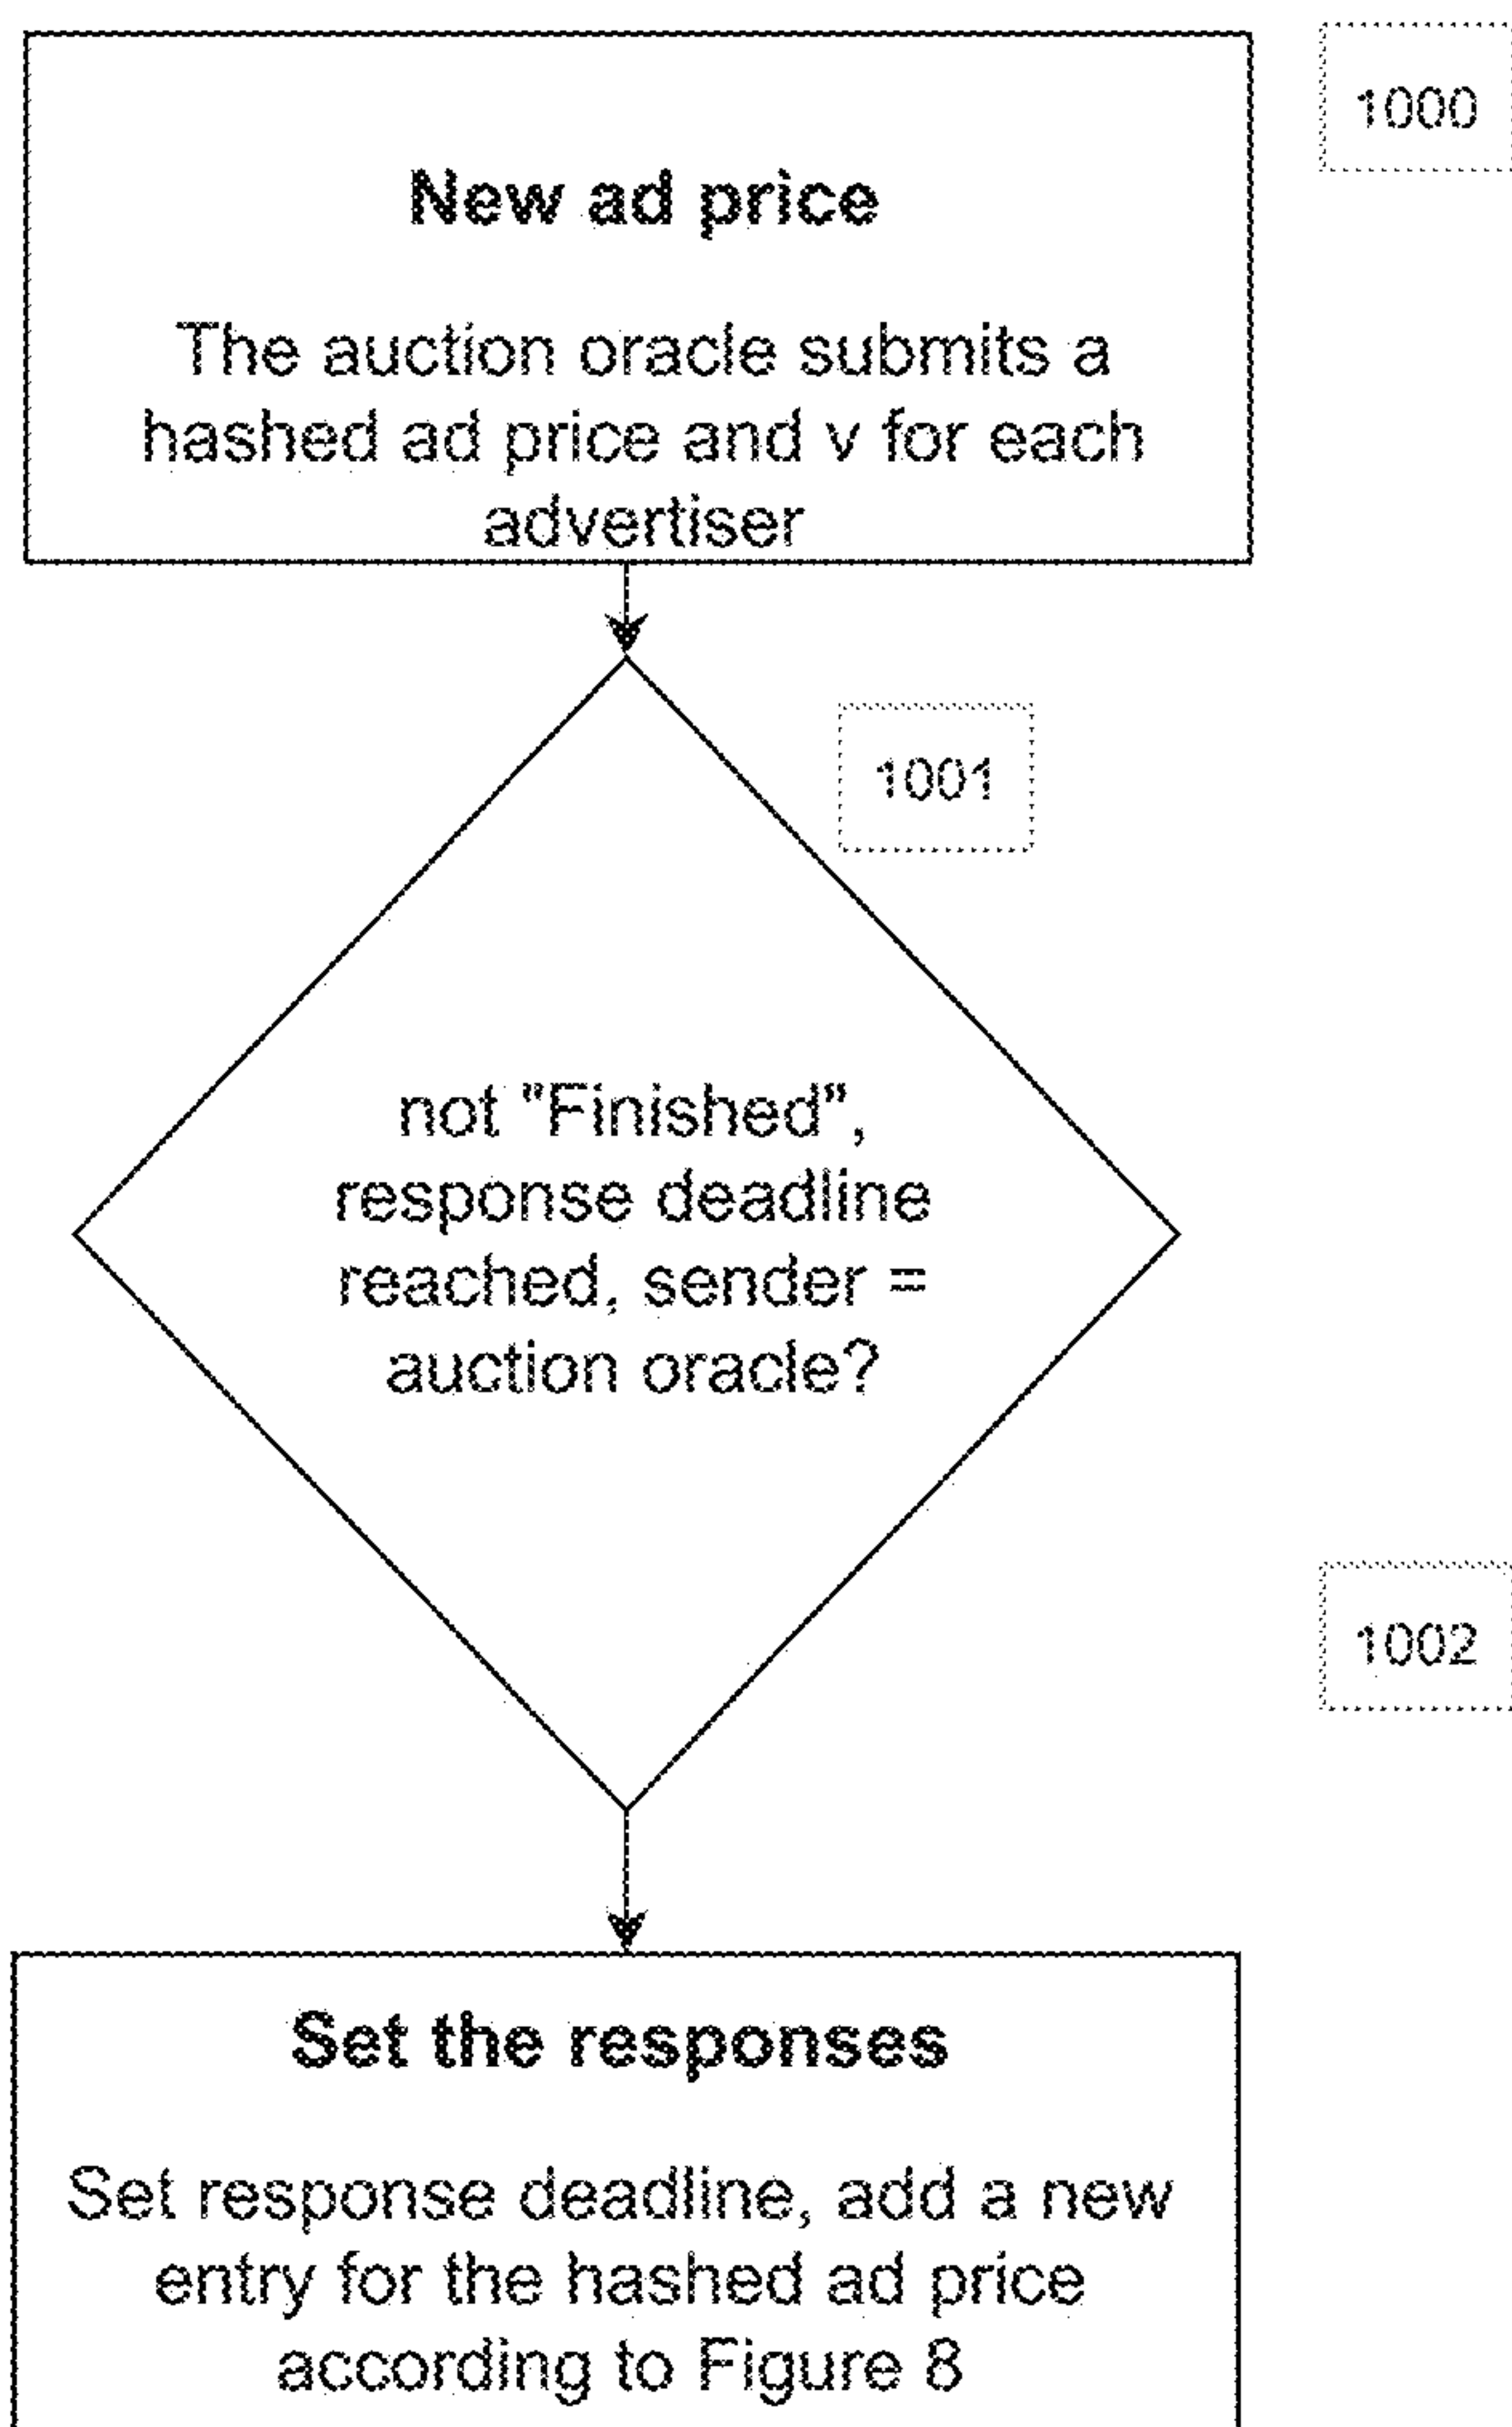 1000
New ad price
The auction oracle submits a
hashed ad price and v for each
advertiser
1001
not "Finished",
response deadline
reached, sender =
auction oracle?
1002
Set the responses
Set response deadline, add a new
entry for the hashed ad price
according to Figure 8